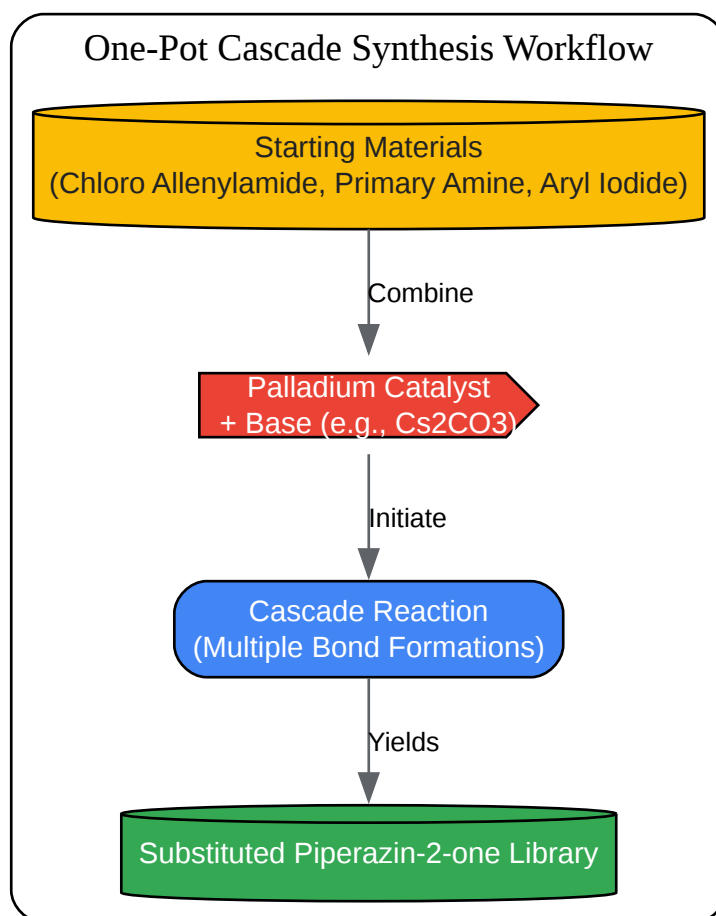 One-Pot Cascade Synthesis Workflow
Starting Materials
(Chloro Allenylamide, Primary Amine, Aryl Iodide)
Combine
Palladium Catalyst
+ Base (e.g., Cs2CO3)
Initiate
Cascade Reaction
(Multiple Bond Formations)
Yields
Substituted Piperazin-2-one Library